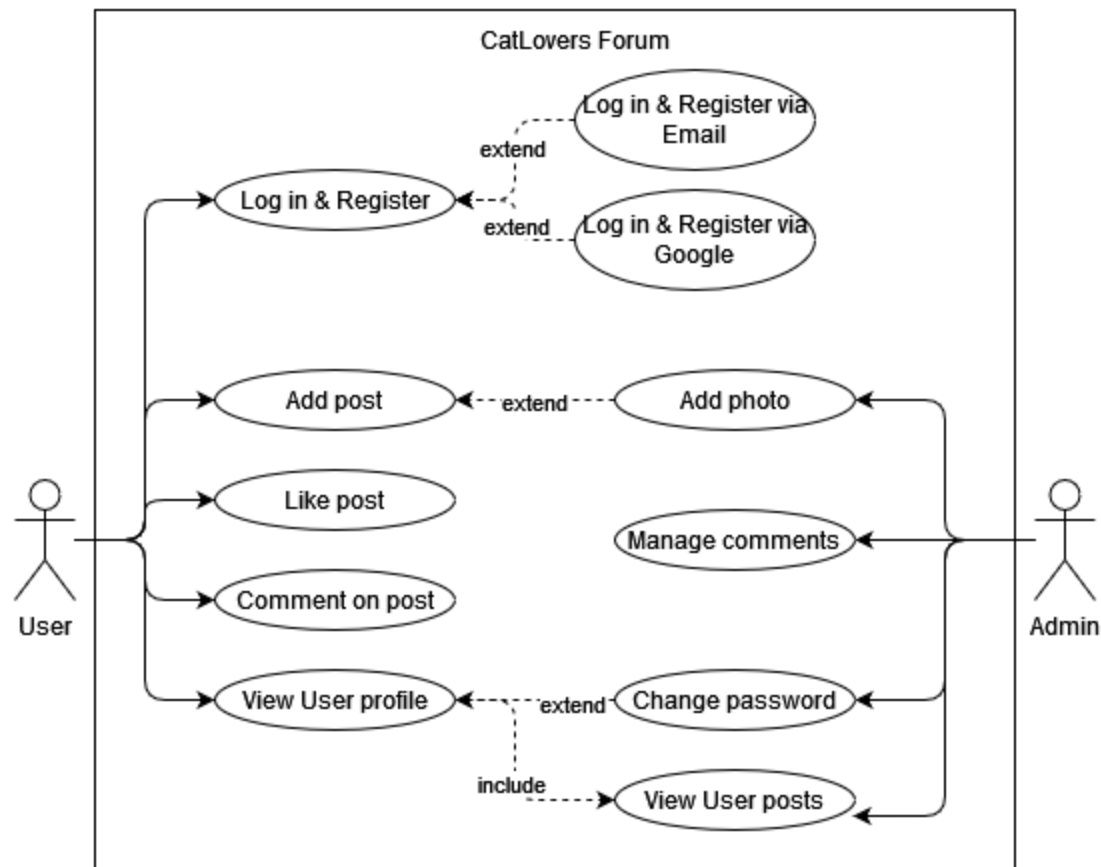 CatLovers Forum
Log in & Register via
Email
extend
Log in & Register
extend
Log in & Register via
Google
Add post
extend
Add photo
Like post
Manage comments
User
Comment on post
Admin
View User profile
extend
Change password
include
View User posts